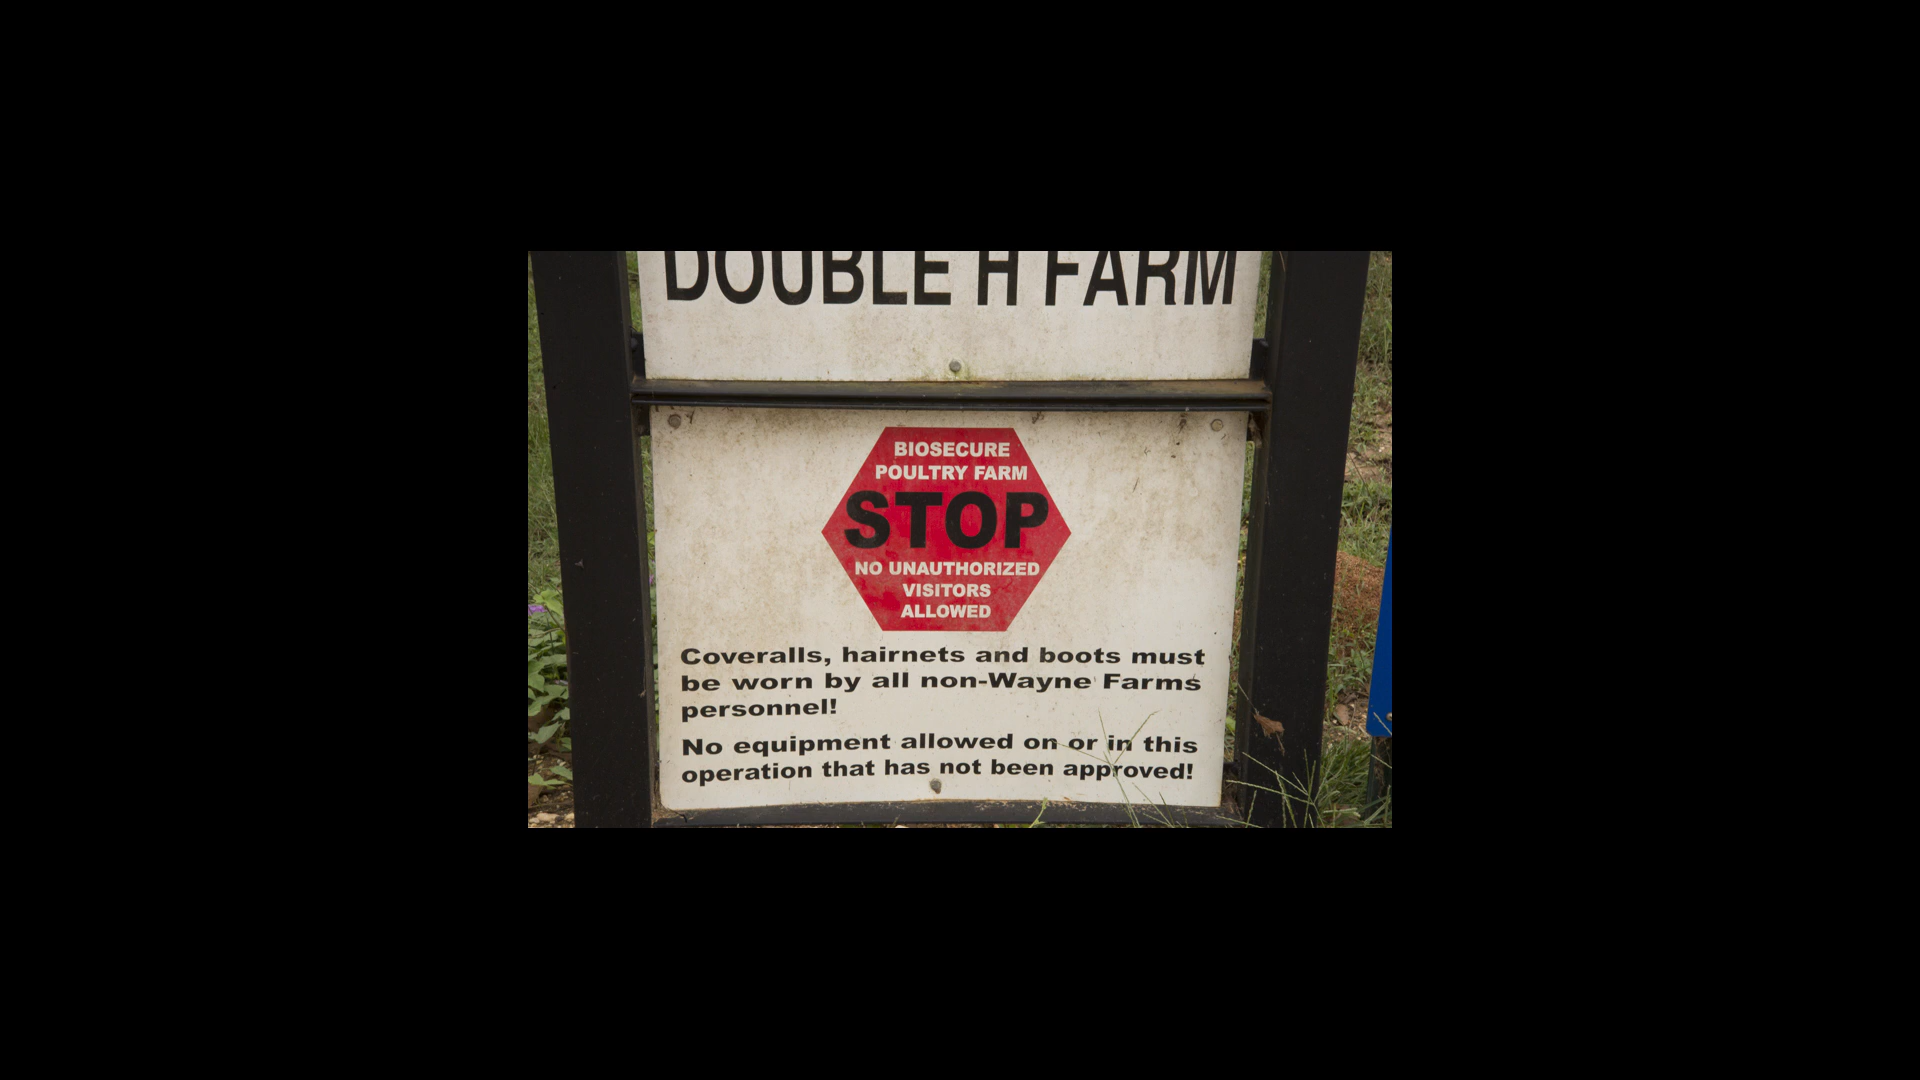 DOUBLE H FARM
BIOSECURE
POULTRY FARM
STOP
NO UNAUTHORIZED
VISITORS
ALLOWED
Coveralls, hairnets and boots must
be worn by all non-Wayne Farms
personnel!
No equipment allowed on or in this
operation that has not been approved!